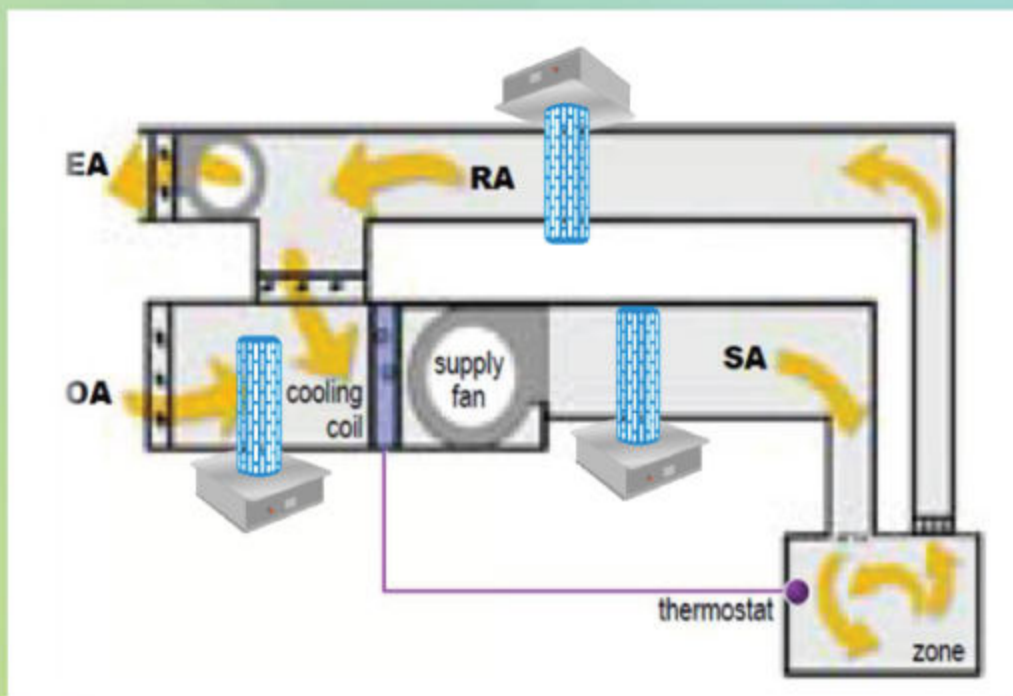 EA
RA
OA
cooling
coil
supply
fan
SA
thermostat
zone